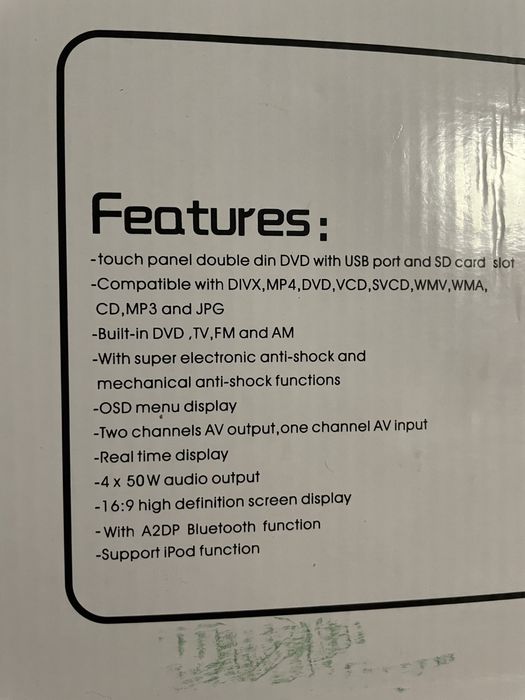 Features:
-touch panel double din DVD with USB port and SD card slot
-Compatible with DIVX,MP4,DVD,VCD,SVCD,WMV,WMA,
CD,MP3 and JPG
-Built-in DVD ,TV,FM and AM
-With super electronic anti-shock and
mechanical anti-shock functions
-OSD menu display
-Two channels AV output,one channel AV input
-Real time display
-4 x 50W audio output
-16:9 high definition screen display
-With A2DP Bluetooth function
-Support iPod function